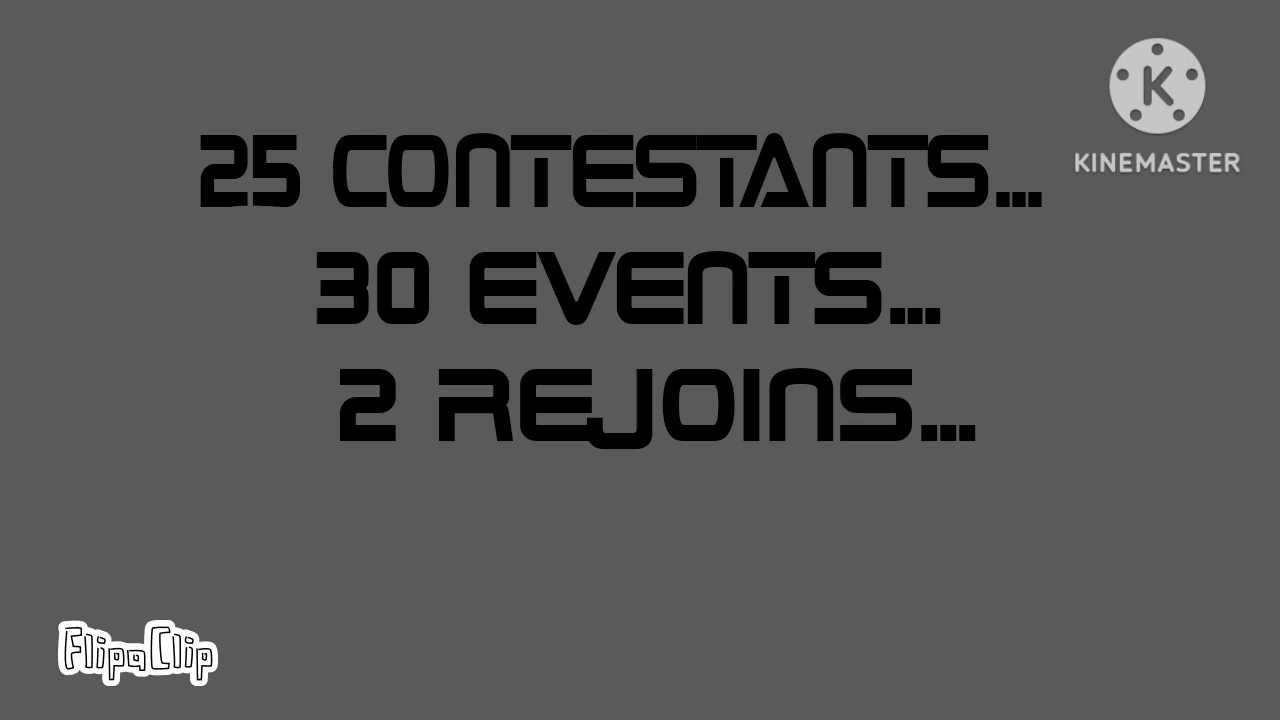 25 CONTESTANTS...
30 EVENTS...
2 REJOINS...
K
KINEMASTER
FlipaClip